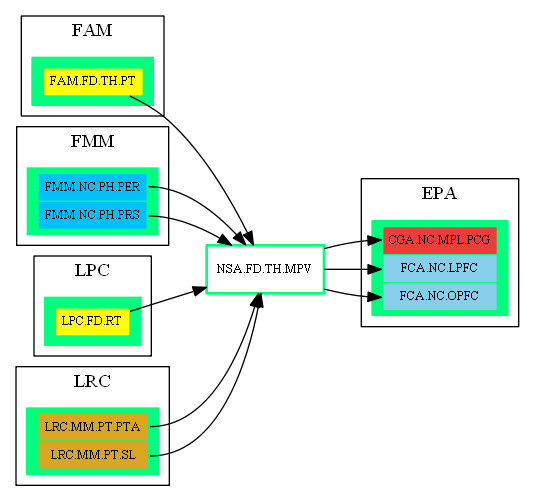 FAM
FAM.FD.TH.PT
FMM
FMM.NC.PH.PER
FMM.NC.PH.PRS
LPC
LPC.FD.RT
LRC
LRC.MM.PT.PTA
LRC.MM.PT.SL
NSA.FD.TH.MPV
EPA
CGA.NC.MPL.PCG
FCA.NC.LPFC
FCA.NC.OPFC